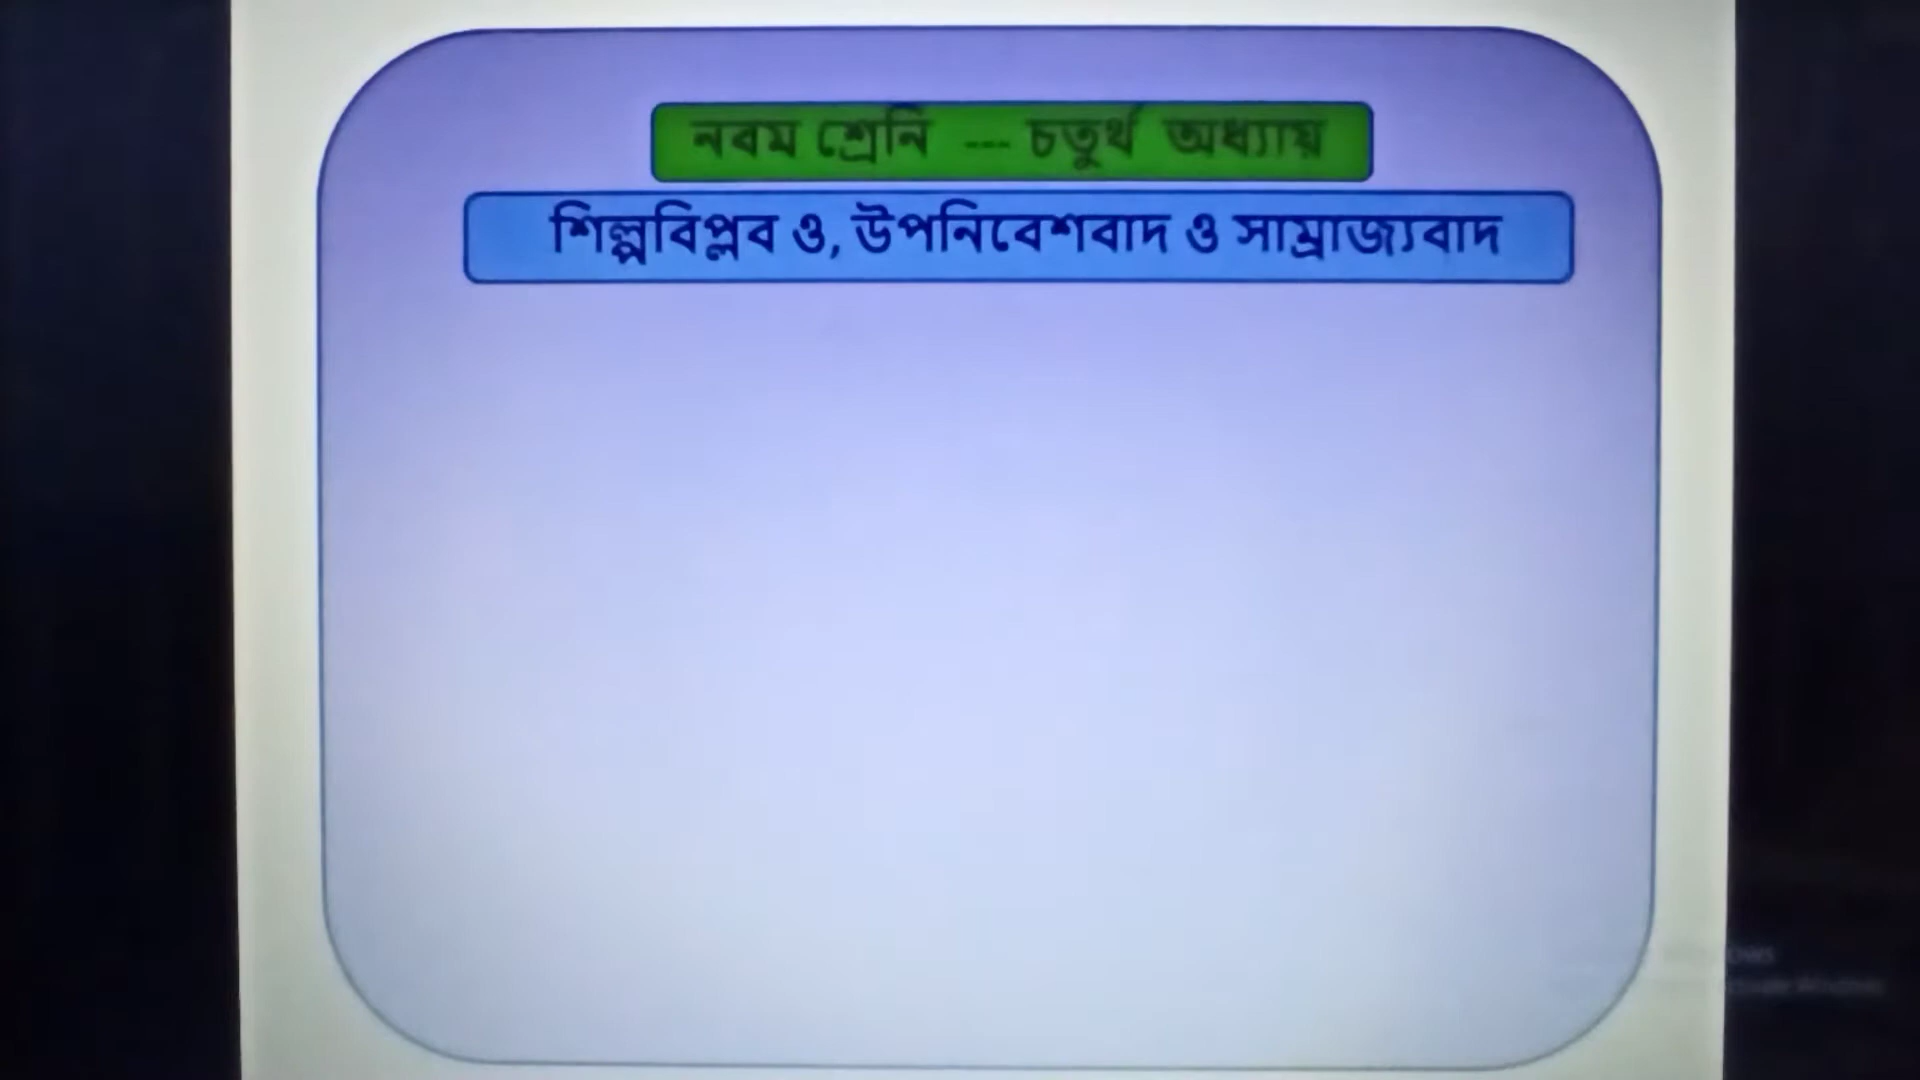 নবম শ্রেনি --- চতুর্থ অধ্যায়
শিল্পবিপ্লব ও, উপনিবেশবাদ ও সাম্রাজ্যবাদ